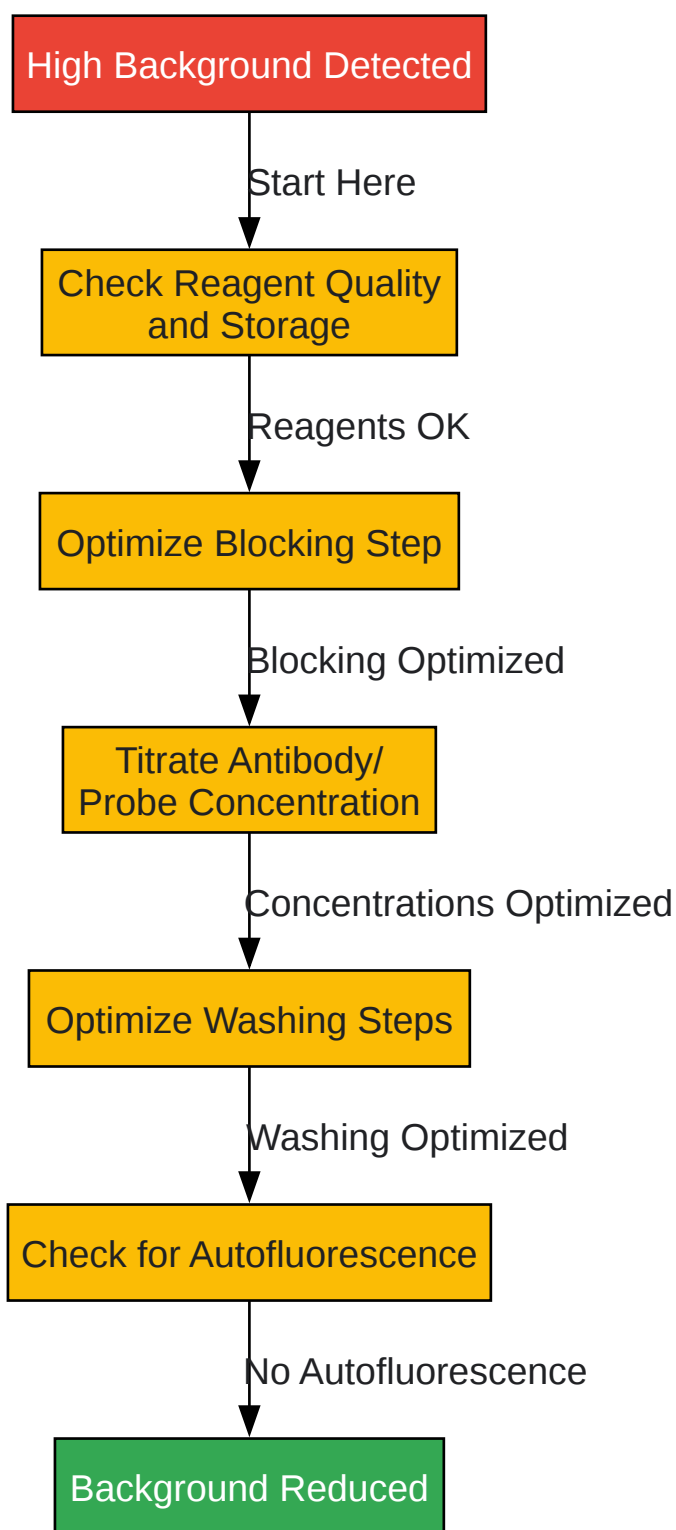 High Background Detected
Start Here
Check Reagent Quality
and Storage
Reagents OK
Optimize Blocking Step
Blocking Optimized
Titrate Antibody/
Probe Concentration
Concentrations Optimized
Optimize Washing Steps
Washing Optimized
Check for Autofluorescence
No Autofluorescence
Background Reduced